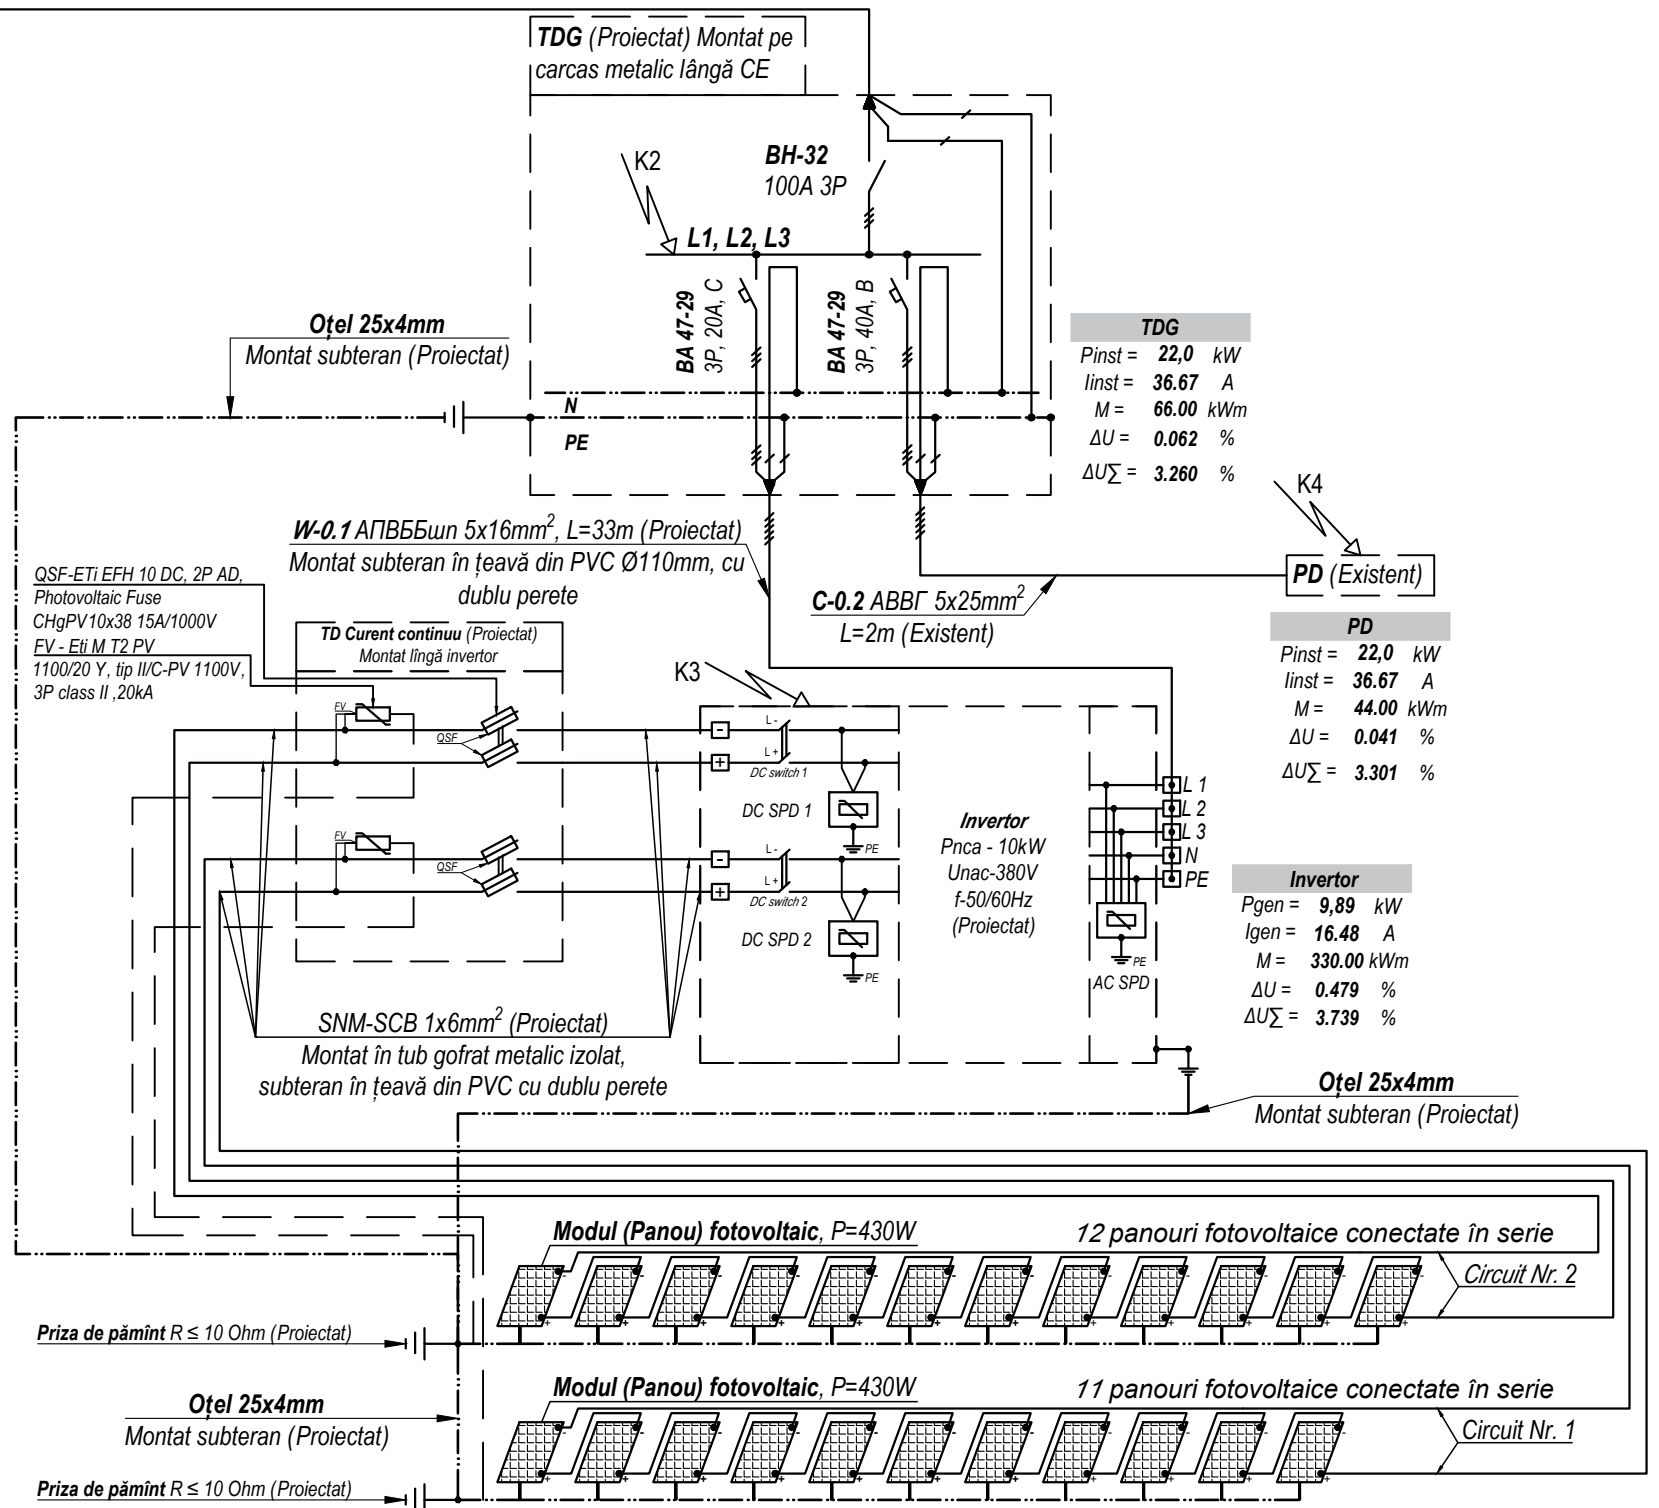 TDG (Proiectat) Montat pe
carcas metalic lângă CE
K2
BH-32
100A 3P
L1, L2, L3
BA 47-29
3P, 20A, C
BA 47-29
3P, 40A, B
Oțel 25x4mm
Montat subteran (Proiectat)
N
PE
TDG
Pinst = 22,0 kW
Iinst = 36.67 A
M = 66.00 kWm
ΔU = 0.062 %
ΔU∑ = 3.260 %
K4
PD (Existent)
W-0.1 АПВББшп 5x16mm², L=33m (Proiectat)
Montat subteran în țeavă din PVC Ø110mm, cu
dublu perete
C-0.2 АВВГ 5x25mm²
L=2m (Existent)
PD
Pinst = 22,0 kW
Iinst = 36.67 A
M = 44.00 kWm
ΔU = 0.041 %
ΔU∑ = 3.301 %
QSF-ETi EFH 10 DC, 2P AD,
Photovoltaic Fuse
CHgPV10x38 15A/1000V
FV - Eti M T2 PV
1100/20 Y, tip II/C-PV 1100V,
3P class II ,20kA
TD Curent continuu (Proiectat)
Montat lîngă invertor
FV
QSF
FV
QSF
K3
-
L -
+
L +
DC switch 1
DC SPD 1
PE
-
L -
+
L +
DC switch 2
DC SPD 2
PE
Invertor
Pnca - 10kW
Unac-380V
f-50/60Hz
(Proiectat)
L 1
L 2
L 3
N
PE
PE
AC SPD
Invertor
Pgen = 9,89 kW
Igen = 16.48 A
M = 330.00 kWm
ΔU = 0.479 %
ΔU∑ = 3.739 %
SNM-SCB 1x6mm² (Proiectat)
Montat în tub gofrat metalic izolat,
subteran în țeavă din PVC cu dublu perete
Oțel 25x4mm
Montat subteran (Proiectat)
Modul (Panou) fotovoltaic, P=430W
12 panouri fotovoltaice conectate în serie
Circuit Nr. 2
Priza de pămînt R ≤ 10 Ohm (Proiectat)
Modul (Panou) fotovoltaic, P=430W
11 panouri fotovoltaice conectate în serie
Circuit Nr. 1
Oțel 25x4mm
Montat subteran (Proiectat)
Priza de pămînt R ≤ 10 Ohm (Proiectat)